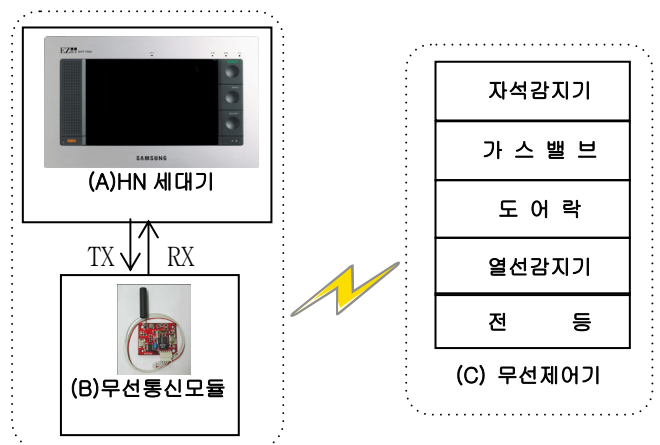 SAMSUNG
(A)HN 세대기
TX
RX
(B)무선통신모듈
자석감지기
가 스 밸 브
도 어 락
열선감지기
전 등
(C) 무선제어기